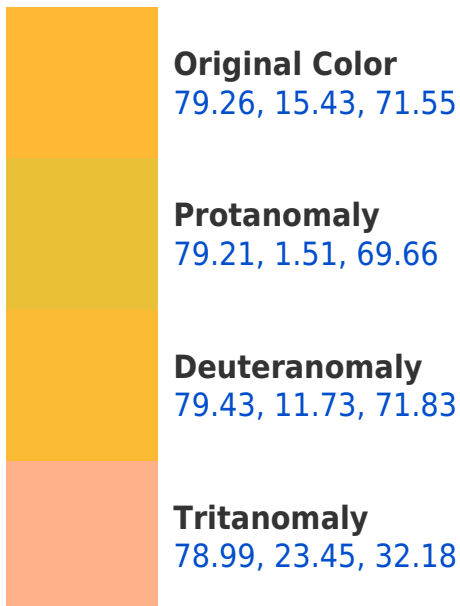 Original Color
79.26, 15.43, 71.55
Protanomaly
79.21, 1.51, 69.66
Deuteranomaly
79.43, 11.73, 71.83
Tritanomaly
78.99, 23.45, 32.18